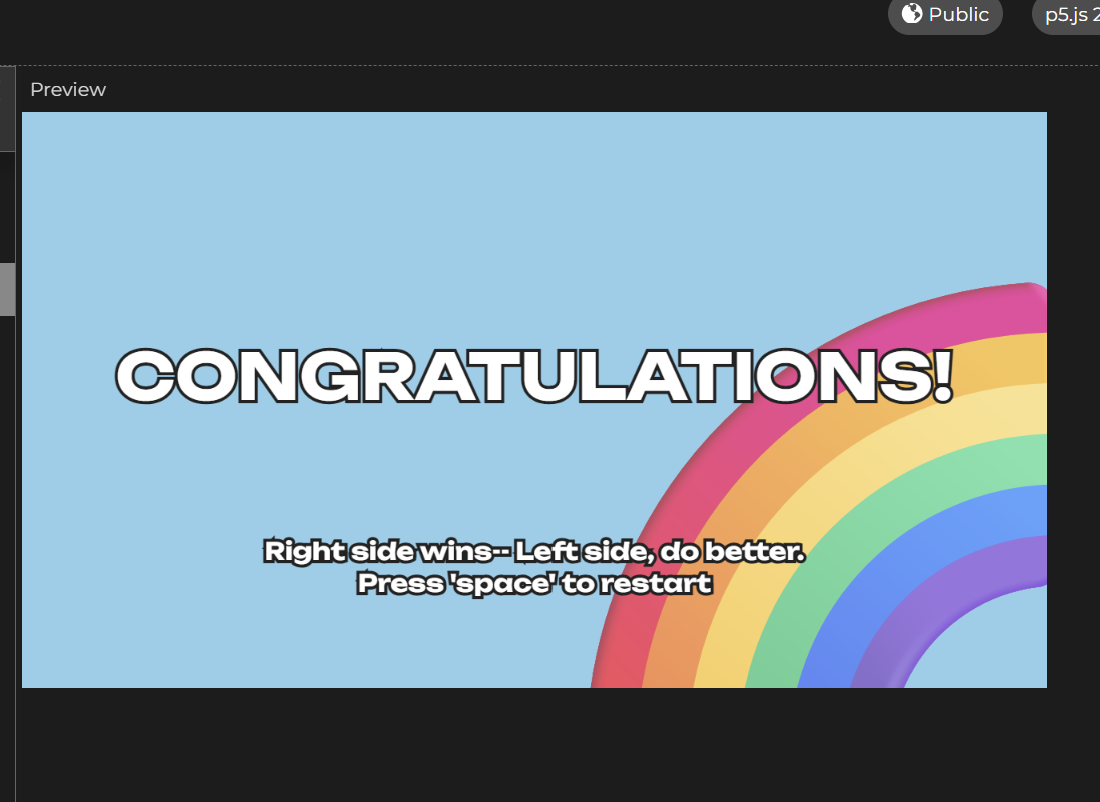 Public
p5.js 2
Preview
CONGRATULATIONS!
Right side wins-- Left side, do better.
Press 'space' to restart